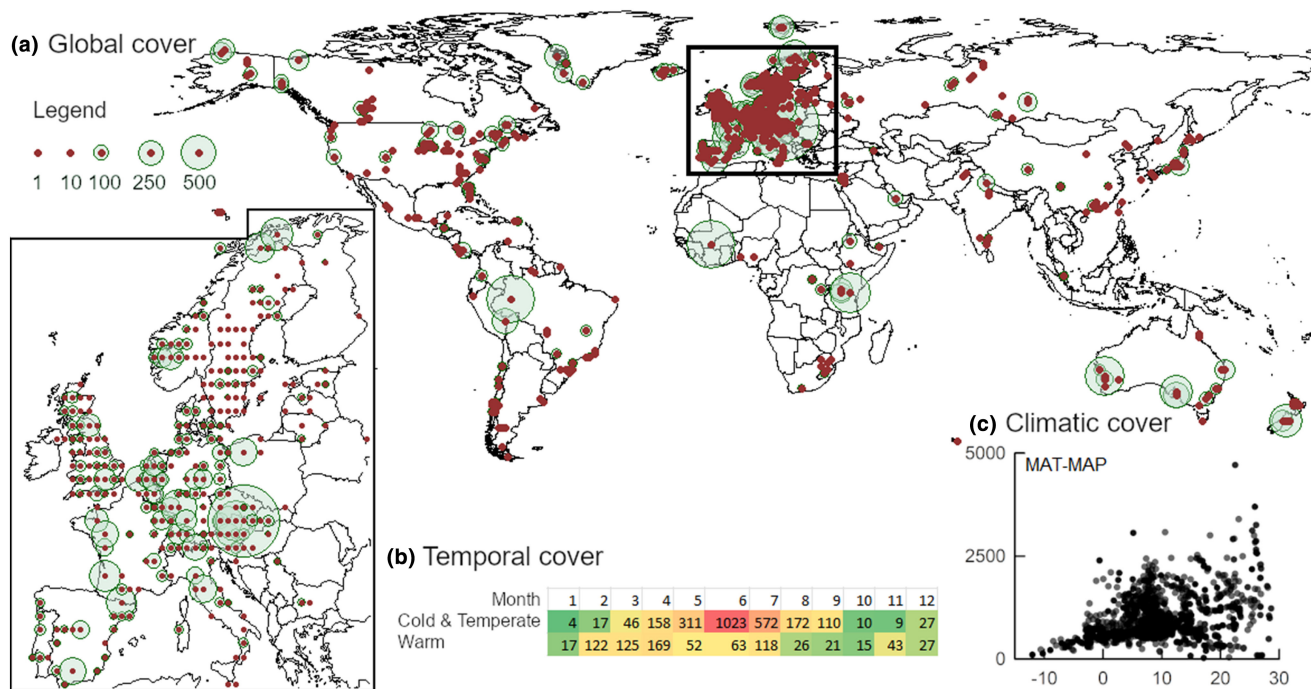 (a) Global cover
Legend
1 10 100 250 500
(b) Temporal cover
Month 1 2 3 4 5 6 7 8 9 10 11 12
Cold & Temperate 4 17 46 158 311 1023 572 172 110 10 9 27
Warm 17 122 125 169 52 63 118 26 21 15 43 27
(c) Climatic cover
5000
MAT-MAP
2500
0
-10 0 10 20 30